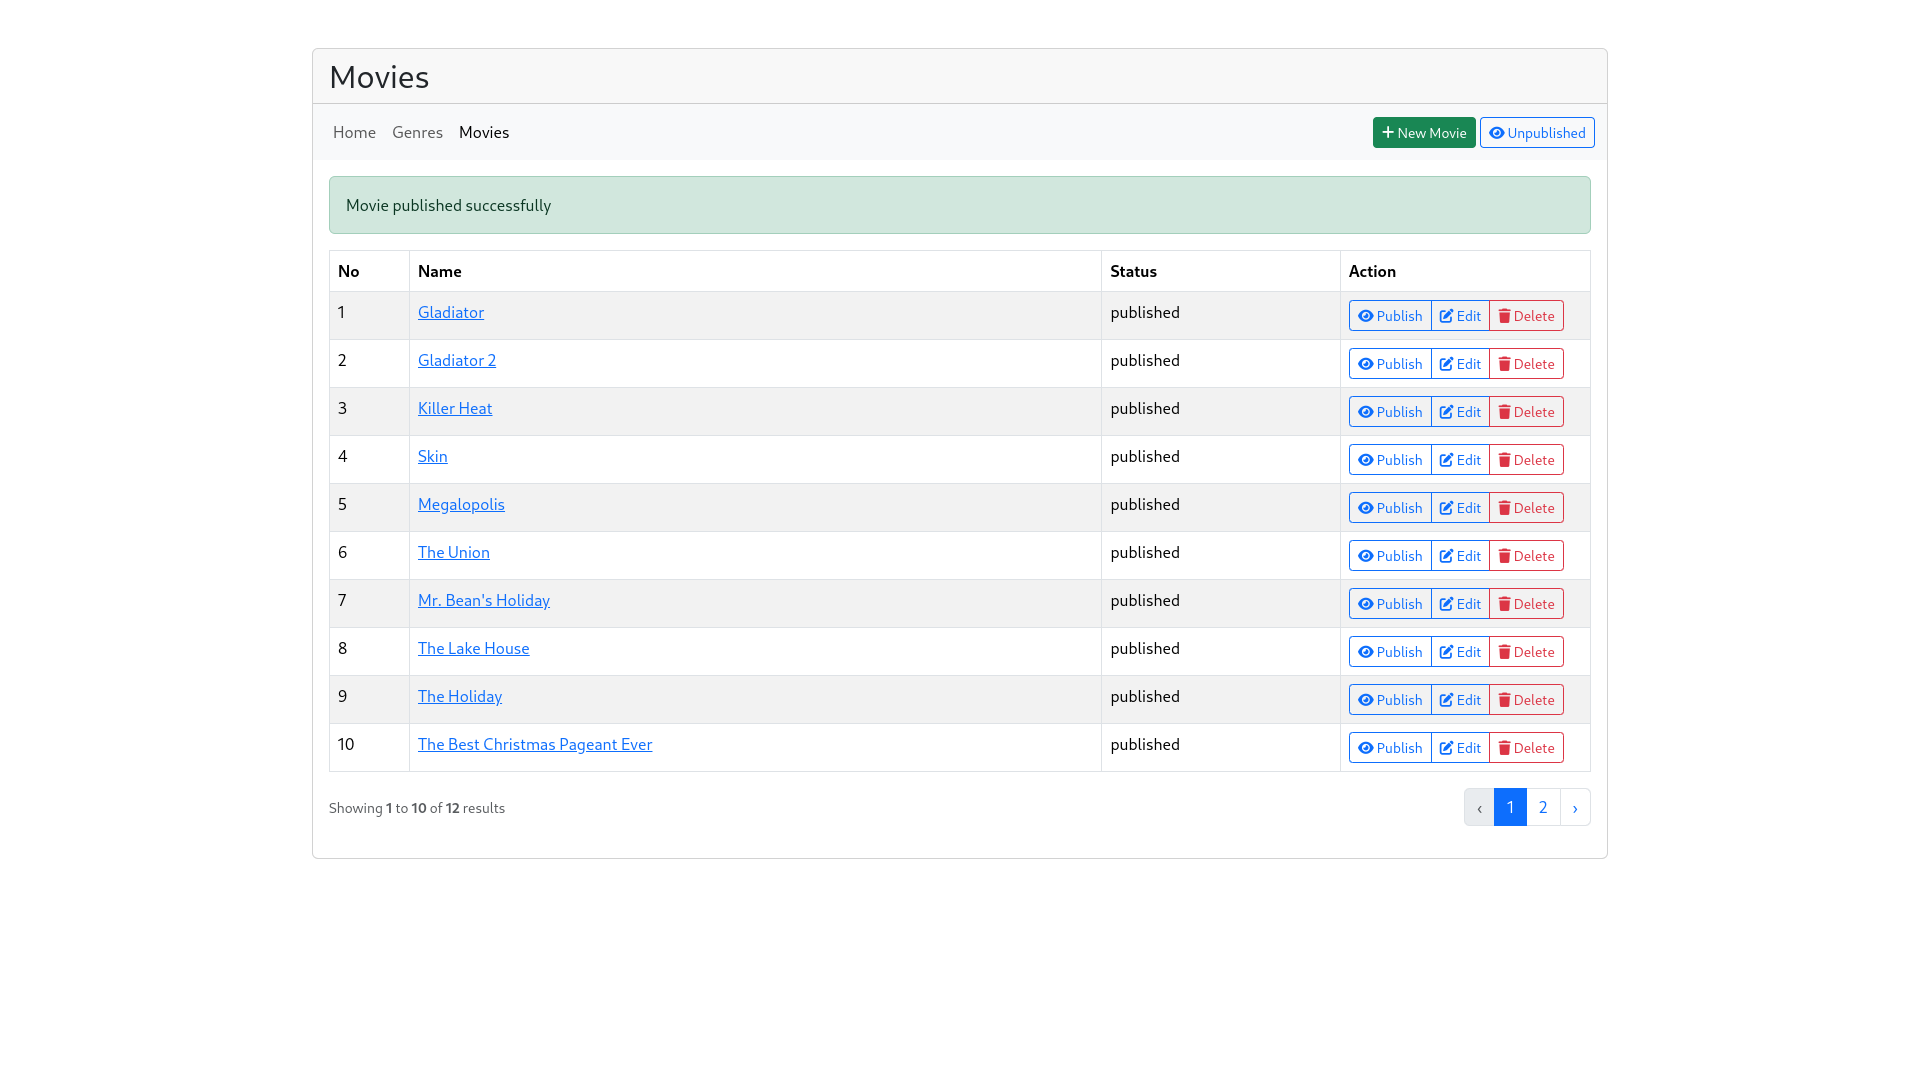 Movies
Home Genres Movies New Movie Unpublished
Movie published successfully
No Name Status Action
1 Gladiator published Publish Edit Delete
2 Gladiator 2 published Publish Edit Delete
3 Killer Heat published Publish Edit Delete
4 Skin published Publish Edit Delete
5 Megalopolis published Publish Edit Delete
6 The Union published Publish Edit Delete
7 Mr. Bean's Holiday published Publish Edit Delete
8 The Lake House published Publish Edit Delete
9 The Holiday published Publish Edit Delete
10 The Best Christmas Pageant Ever published Publish Edit Delete
Showing 1 to 10 of 12 results ‹ 1 2 ›